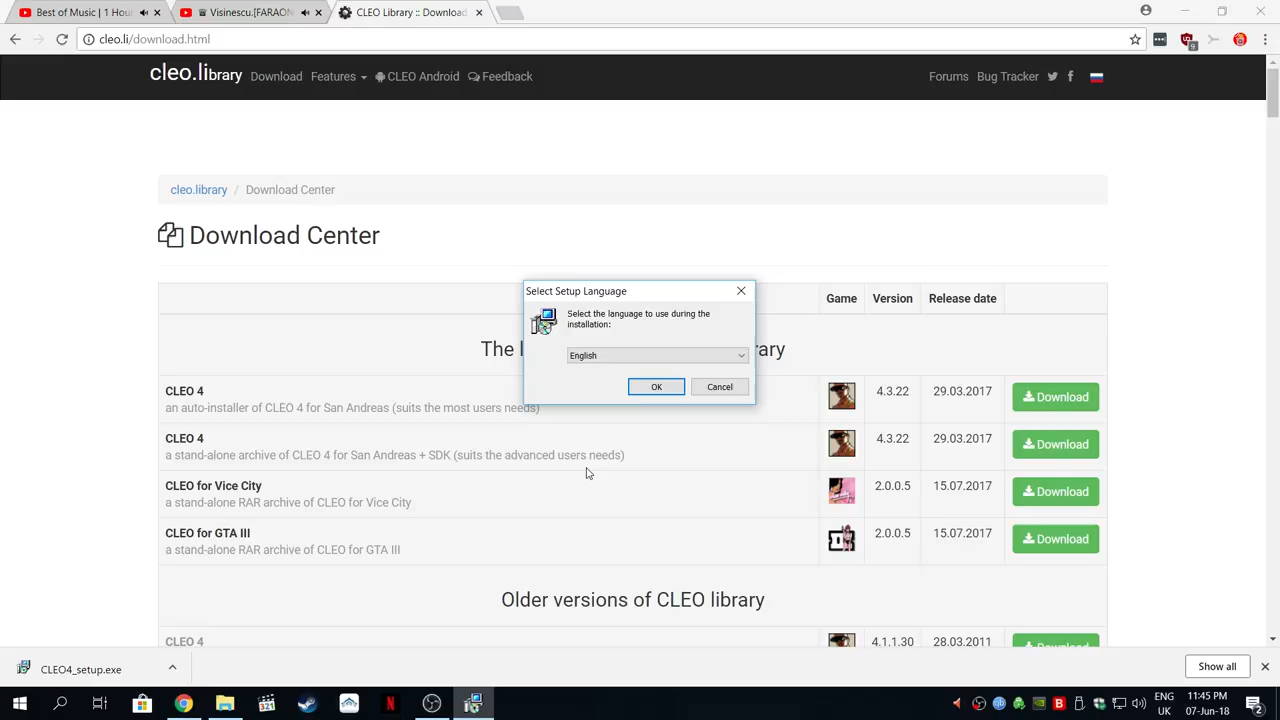 Best of Music | 1 Hour
♛ Visinescu.[FARAON
CLEO Library :: Download
cleo.li/download.html
9
cleo.library Download Features CLEO Android Feedback Forums Bug Tracker
cleo.library / Download Center
Download Center
Game Version Release date
Select Setup Language
Select the language to use during the
installation:
English
OK Cancel
The l
rary
CLEO 4
an auto-installer of CLEO 4 for San Andreas (suits the most users needs)
4.3.22 29.03.2017 Download
CLEO 4
a stand-alone archive of CLEO 4 for San Andreas + SDK (suits the advanced users needs)
4.3.22 29.03.2017 Download
CLEO for Vice City
a stand-alone RAR archive of CLEO for Vice City
2.0.0.5 15.07.2017 Download
CLEO for GTA III
a stand-alone RAR archive of CLEO for GTA III
2.0.0.5 15.07.2017 Download
Older versions of CLEO library
CLEO 4
4.1.1.30 28.03.2011 Download
CLEO4_setup.exe
Show all
321
N
B
ENG
UK
11:45 PM
07-Jun-18
2